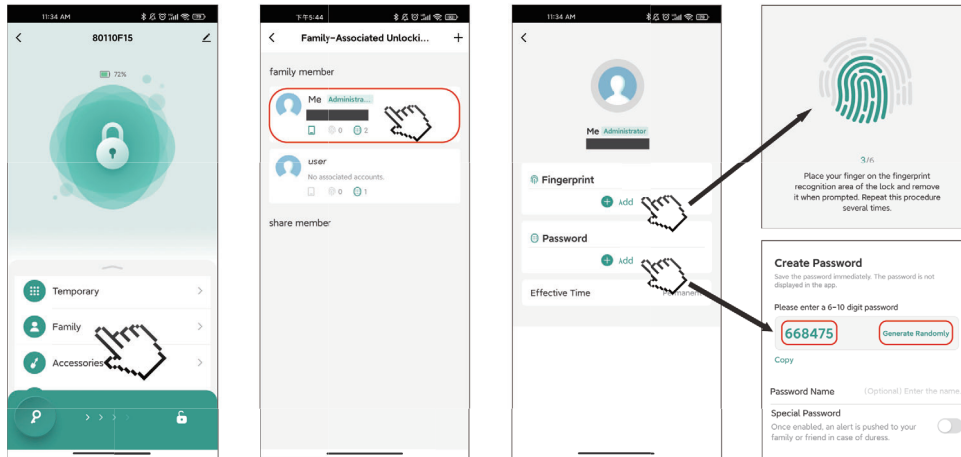 11:34 AM
80110F15
72%
Temporary
Family
Accessories
下午5:44
Family-Associated Unlocki...
family member
Me Administra...
0 2
user
No associated accounts.
0 1
share member
11:34 AM
Me Administrator
Fingerprint
Add
Password
Add
Effective Time
Permanent
3/6
Place your finger on the fingerprint
recognition area of the lock and remove
it when prompted. Repeat this procedure
several times.
Create Password
Save the password immediately. The password is not
displayed in the app.
Please enter a 6-10 digit password
668475 Generate Randomly
Copy
Password Name (Optional) Enter the name.
Special Password
Once enabled, an alert is pushed to your
family or friend in case of duress.